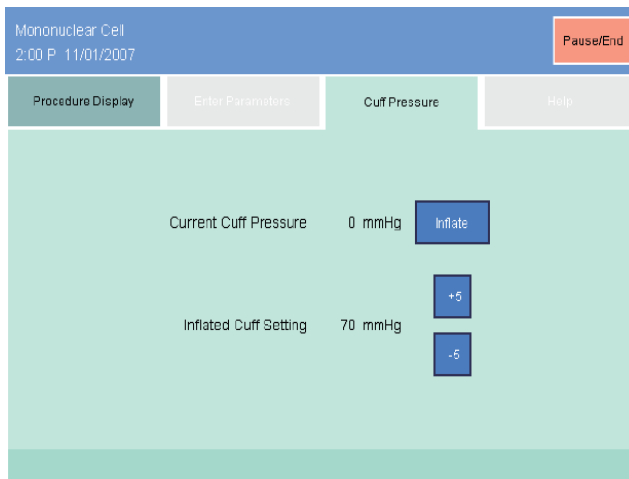 Mononuclear Cell
2:00 P 11/01/2007
Pause/End
Procedure Display
Enter Parameters
Cuff Pressure
Help
Current Cuff Pressure 0 mmHg Inflate
+5
Inflated Cuff Setting 70 mmHg
-5